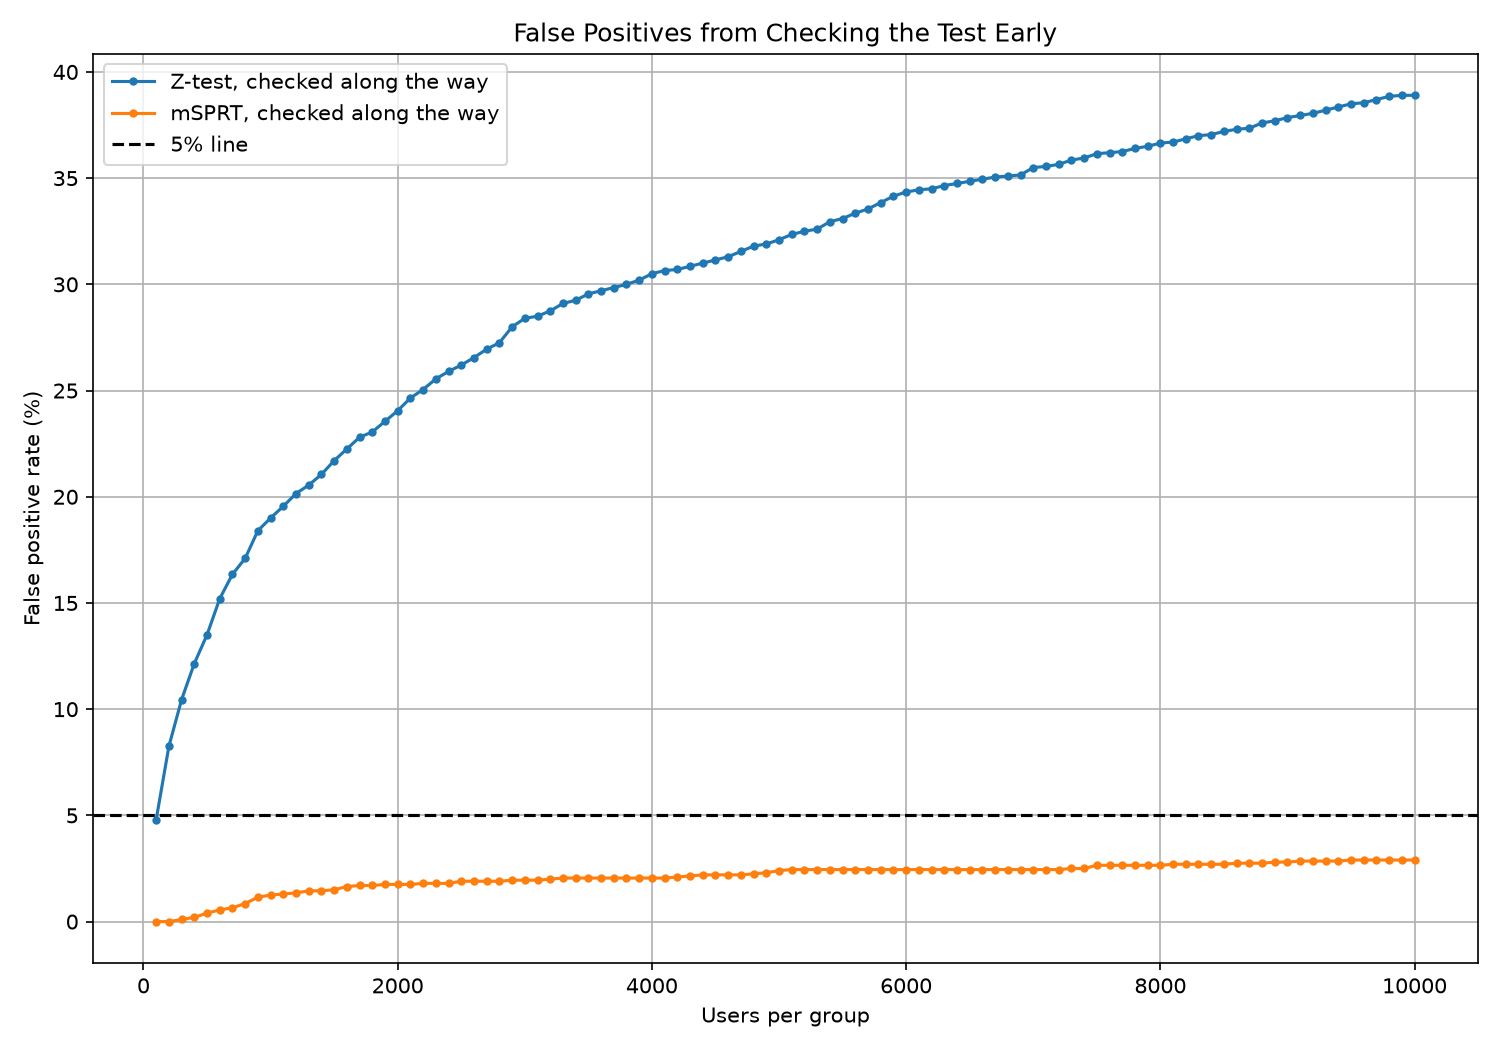 False Positives from Checking the Test Early
Z-test, checked along the way
mSPRT, checked along the way
5% line
False positive rate (%)
40
35
30
25
20
15
10
5
0
0 2000 4000 6000 8000 10000
Users per group